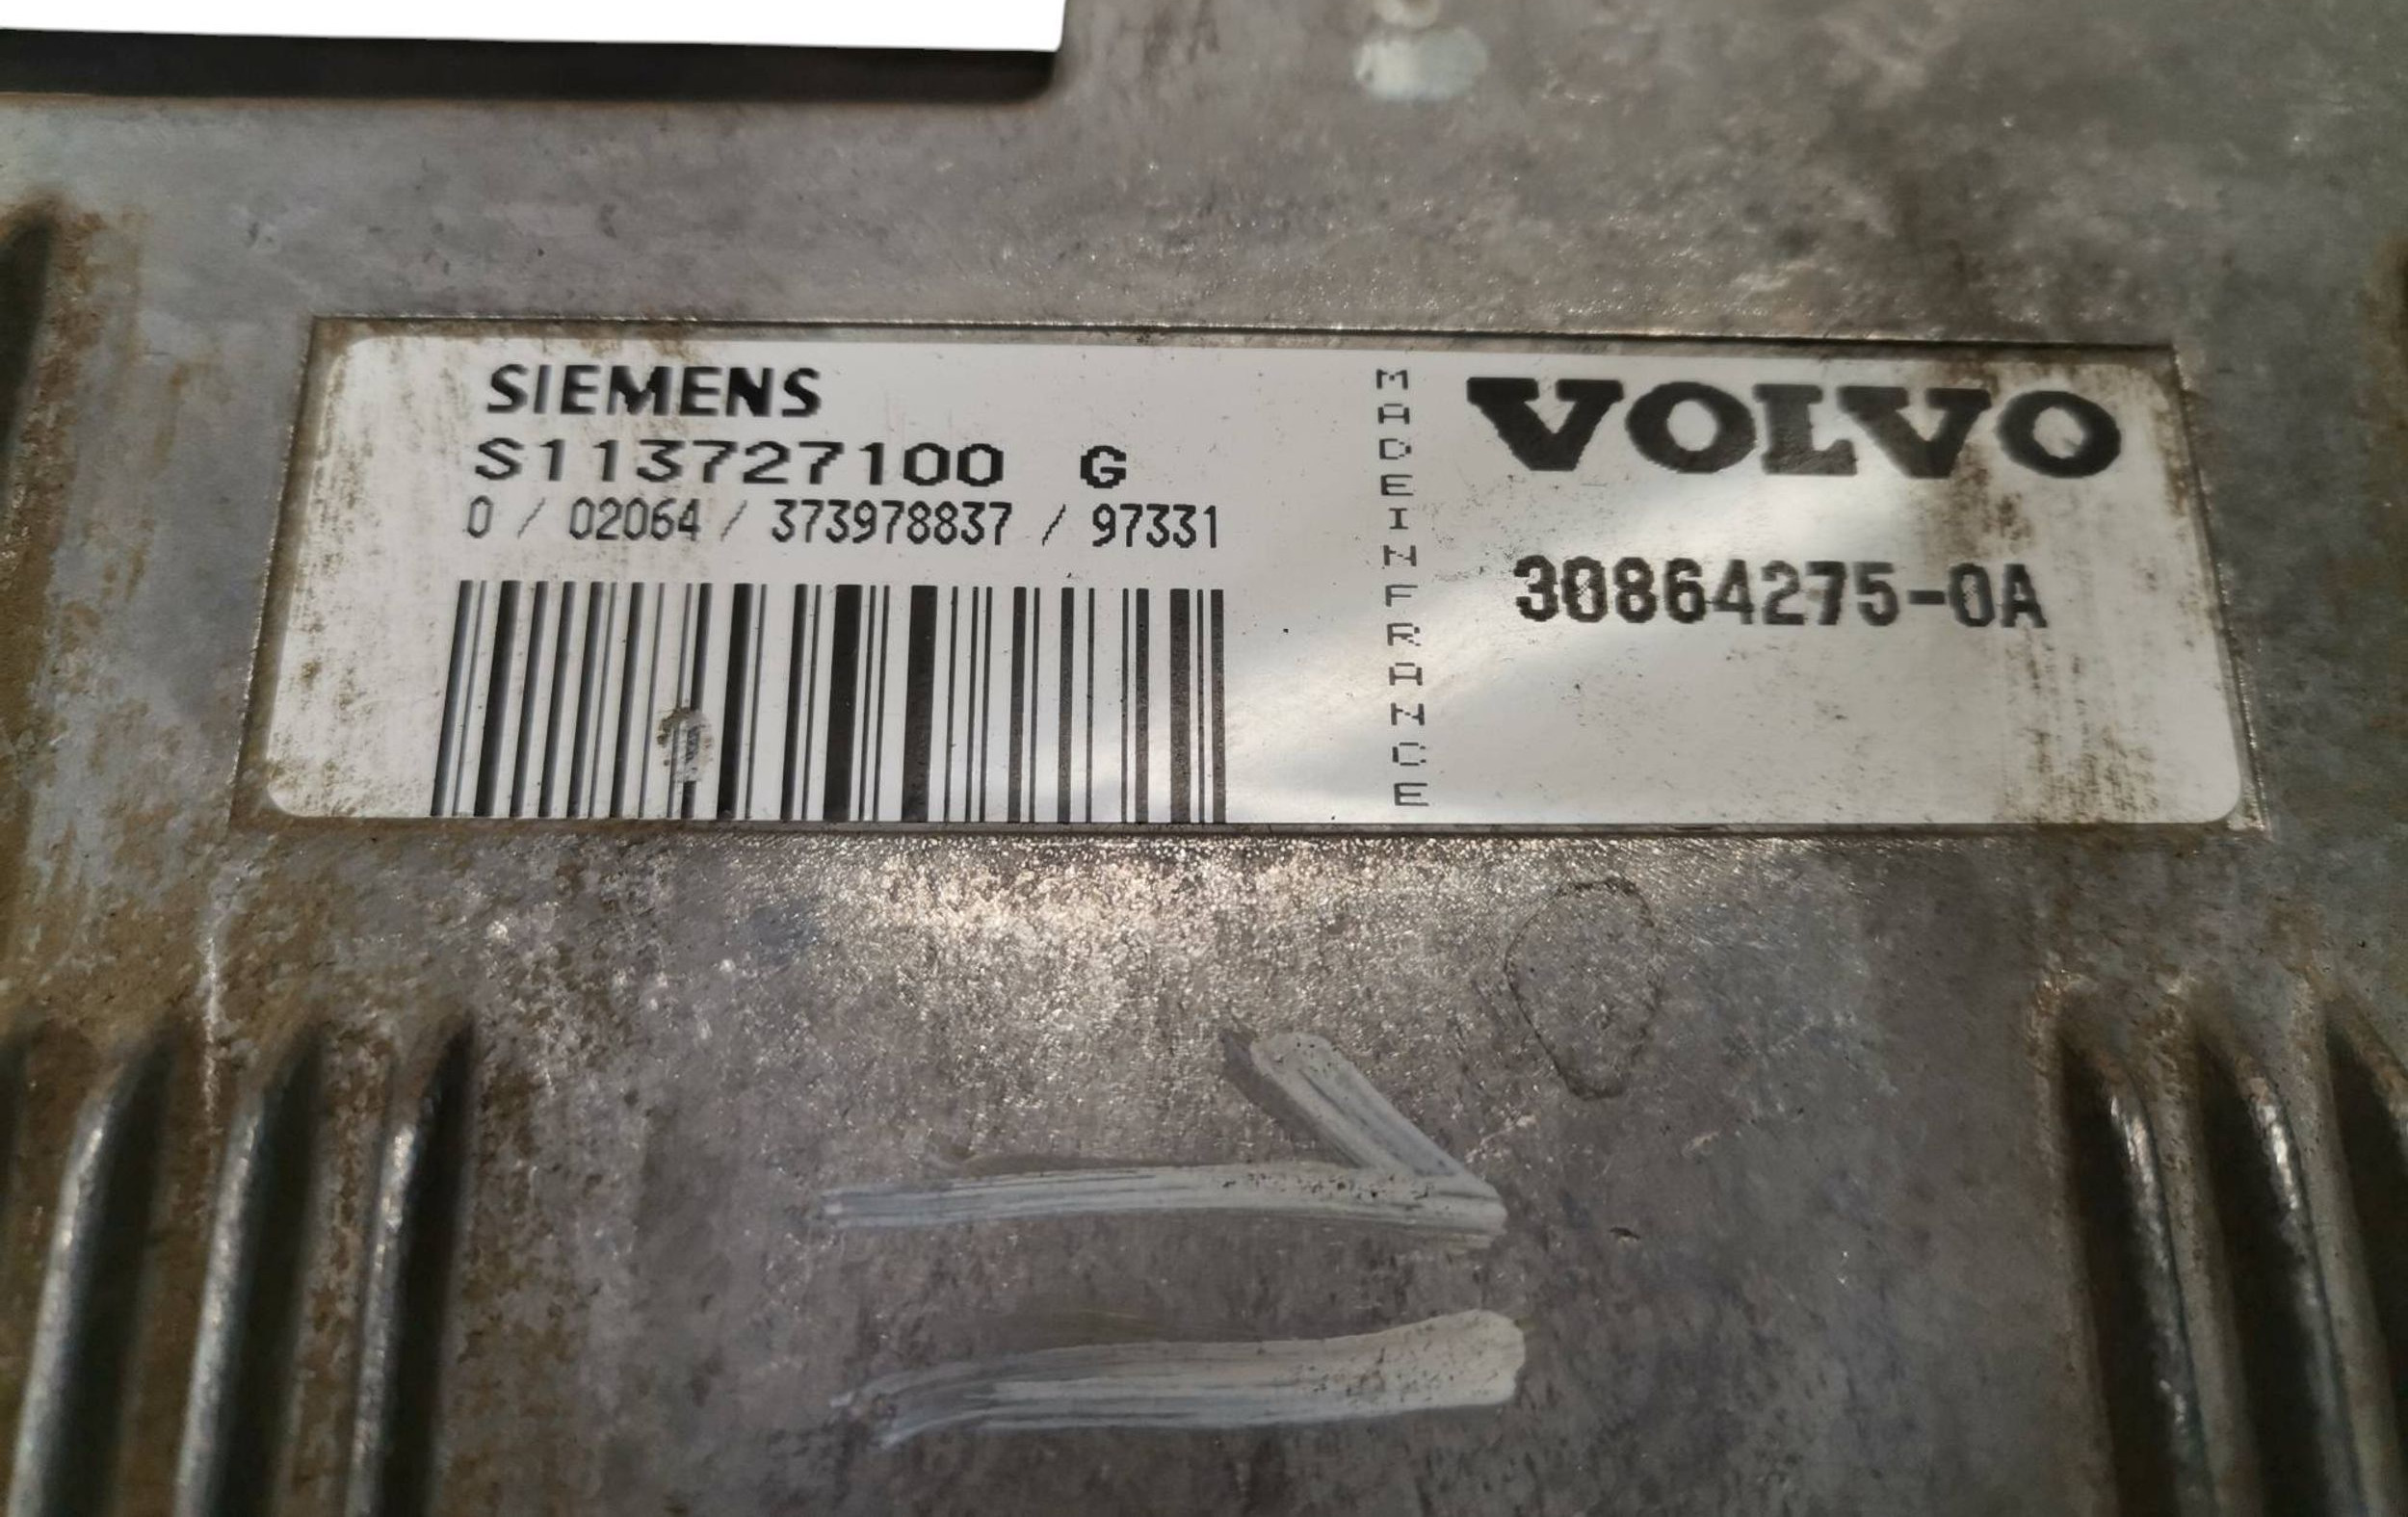 SIEMENS
S113727100 G
0 / 02064 / 373978837 / 97331
MADEINFRANCE
VOLVO
30864275-0A